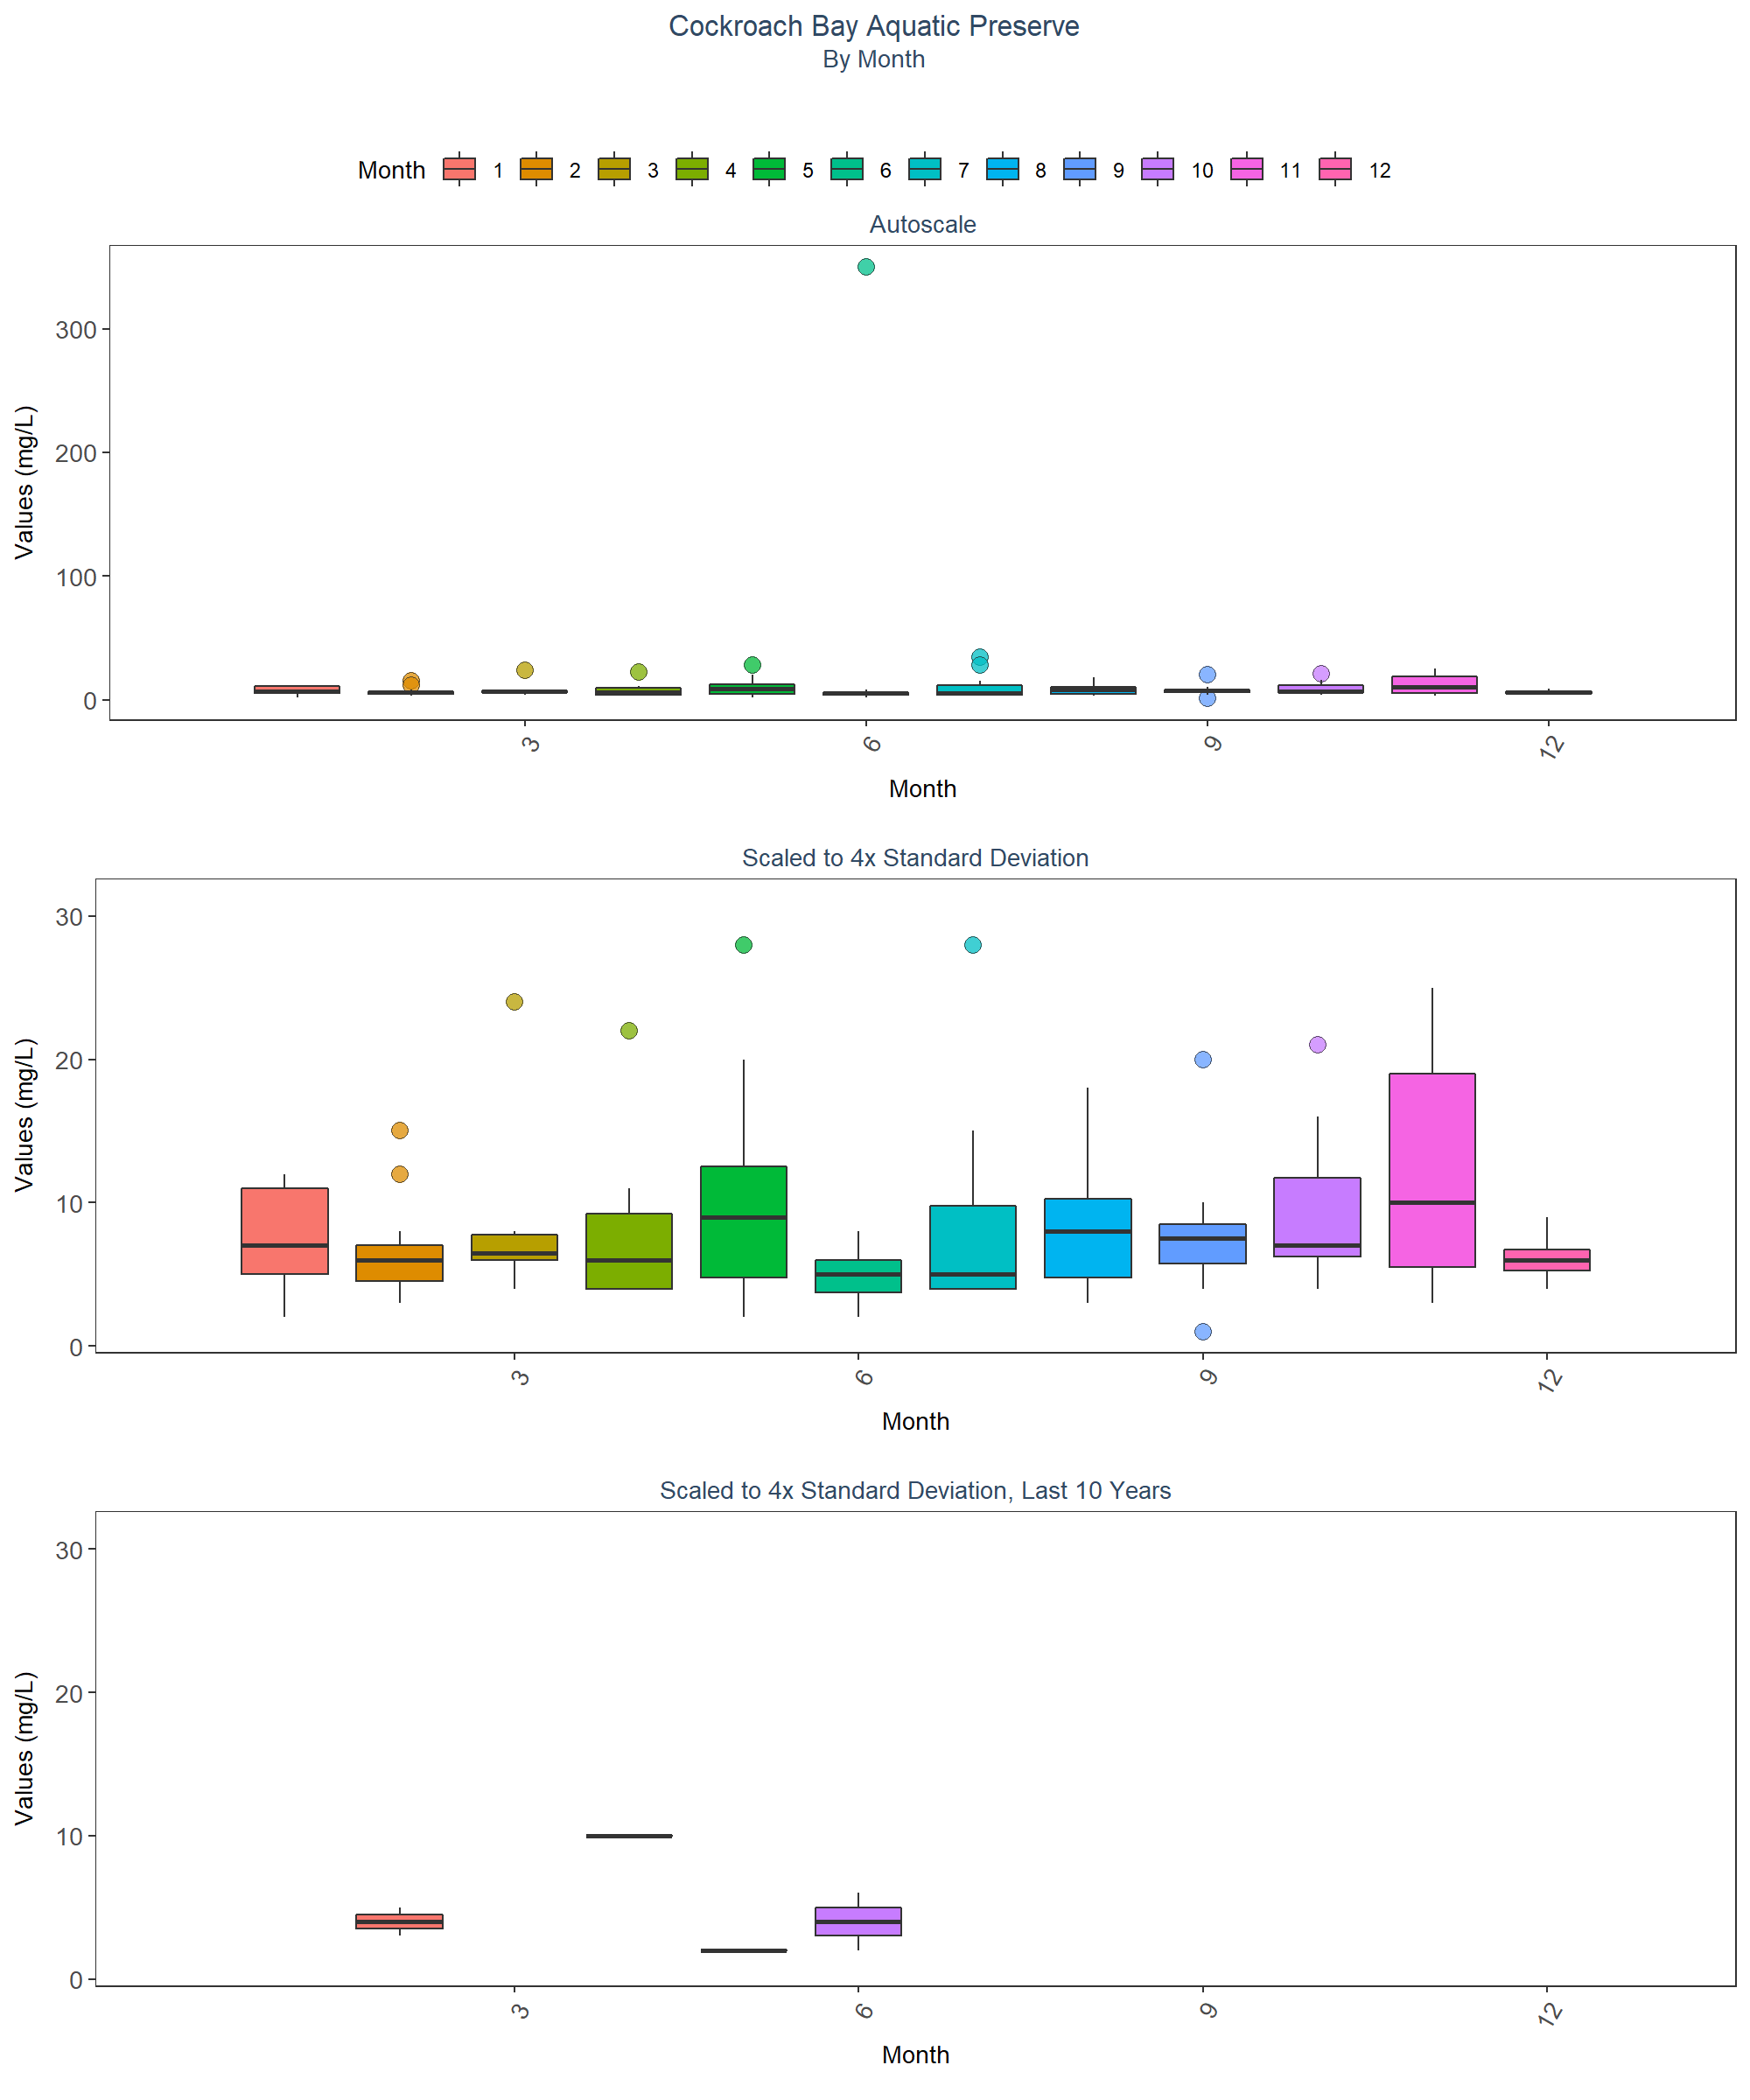 Cockroach Bay Aquatic Preserve
By Month
Month 1 2 3 4 5 6 7 8 9 10 11 12
Autoscale
Values (mg/L)
300
200
100
0
3 6 9 12
Month
Scaled to 4x Standard Deviation
Values (mg/L)
30
20
10
0
3 6 9 12
Month
Scaled to 4x Standard Deviation, Last 10 Years
Values (mg/L)
30
20
10
0
3 6 9 12
Month